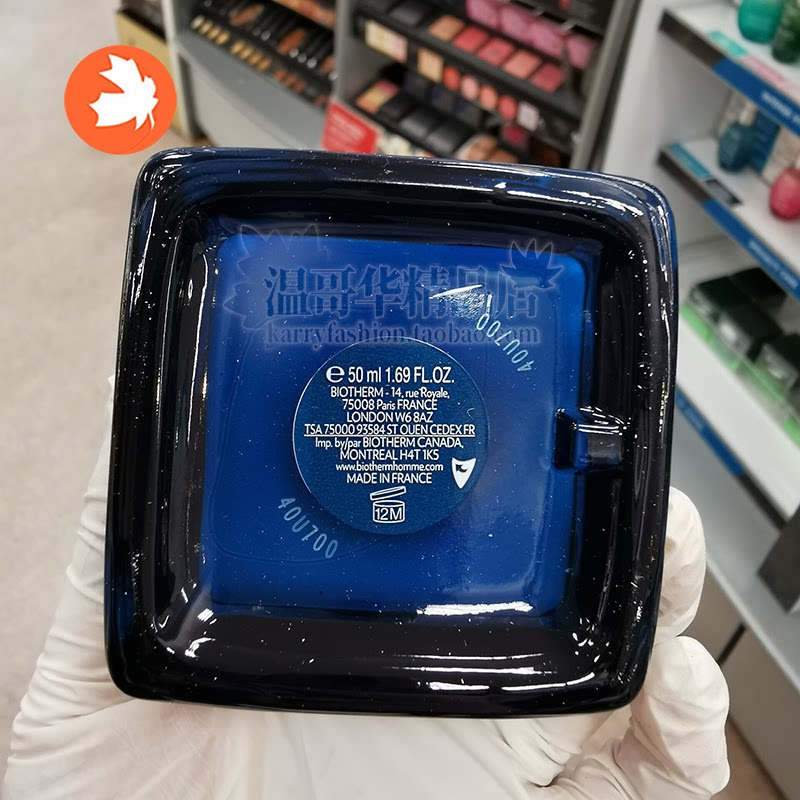 温哥华精品店
karryfashion.taobao.com
40U700
e 50 ml 1.69 FL.OZ.
BIOTHERM - 14, rue Royale,
75008 Paris FRANCE
LONDON W6 8AZ
TSA 75000 93584 ST OUEN CEDEX FR
Imp. by/par BIOTHERM CANADA,
MONTREAL H4T 1K5
www.biothermhomme.com
MADE IN FRANCE
12M
40U700